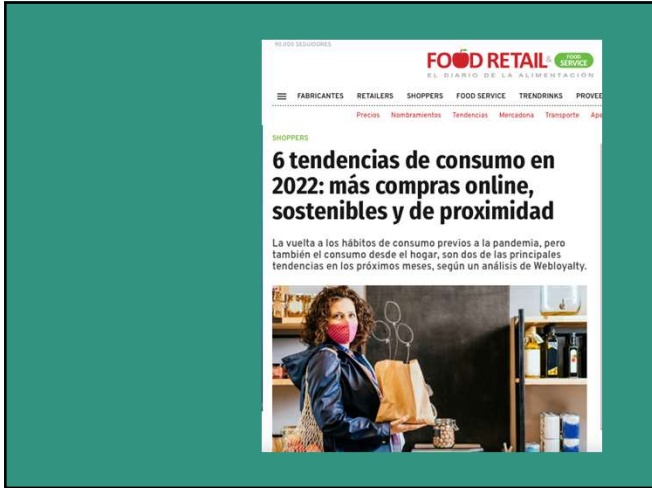 90.000 SEGUIDORES
FOOD RETAIL & FOOD SERVICE
EL DIARIO DE LA ALIMENTACIÓN
FABRICANTES RETAILERS SHOPPERS FOOD SERVICE TRENDRINKS PROVEE
Precios Nombramientos Tendencias Mercadona Transporte Ape
SHOPPERS
6 tendencias de consumo en
2022: más compras online,
sostenibles y de proximidad
La vuelta a los hábitos de consumo previos a la pandemia, pero
también el consumo desde el hogar, son dos de las principales
tendencias en los próximos meses, según un análisis de Webloyalty.